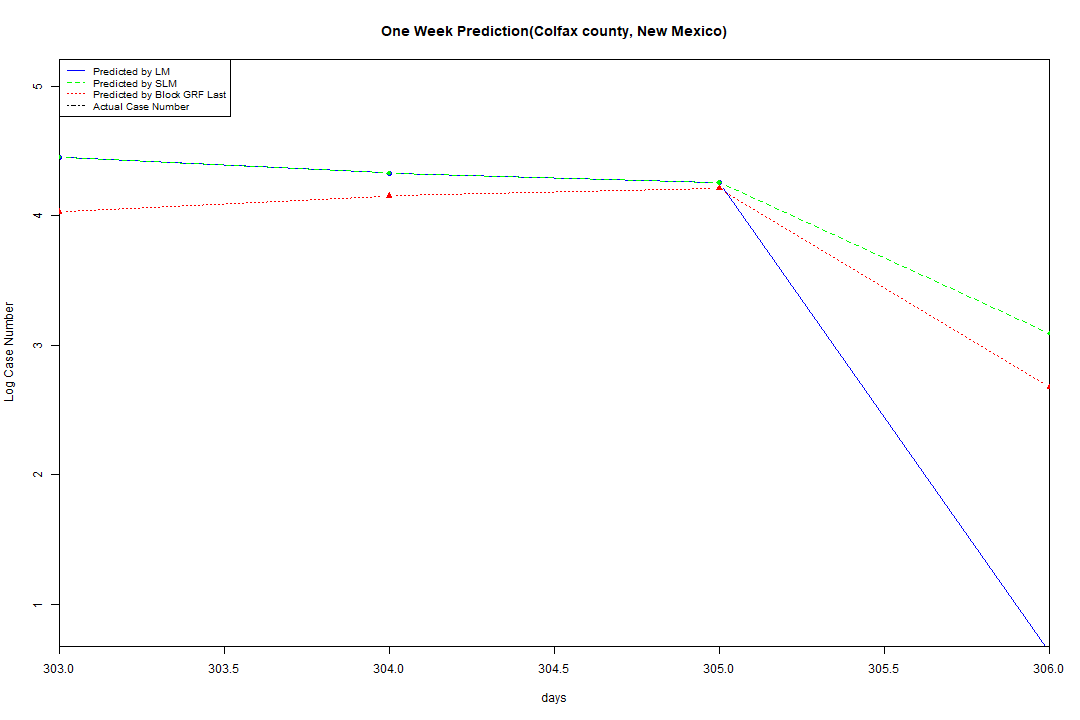 One Week Prediction(Colfax county, New Mexico)
Predicted by LM
Predicted by SLM
Predicted by Block GRF Last
Actual Case Number
5
4
3
2
1
Log Case Number
303.0 303.5 304.0 304.5 305.0 305.5 306.0
days